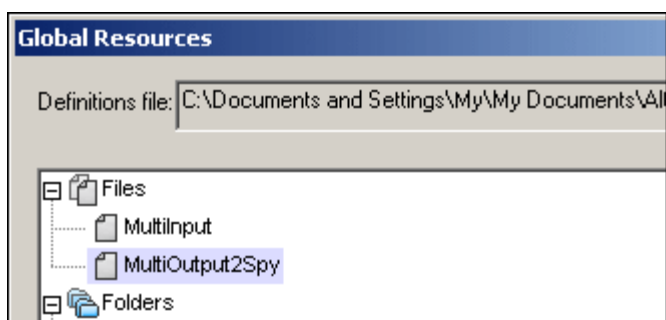 Global Resources
Definitions file: C:\Documents and Settings\My\My Documents\Alt
Files
MultiInput
MultiOutput2Spy
Folders